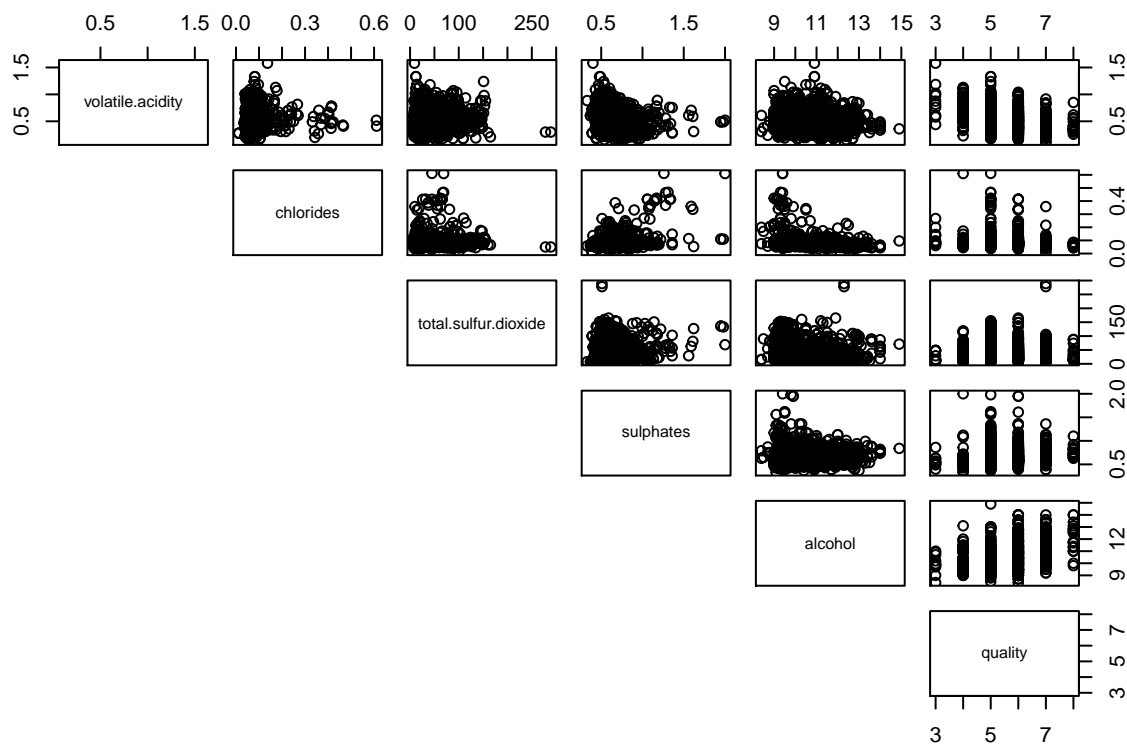 0.5 1.5 0.0 0.2 0.4 0.6 0 100 250 0.5 1.5 9 11 13 15 3 5 7
0.5 1.5
volatile.acidity
0.5 1.5
chlorides
0.0 0.4
total.sulfur.dioxide
0 150
sulphates
0.5 2.0
alcohol
9 12
quality
3 5 7
3 5 7